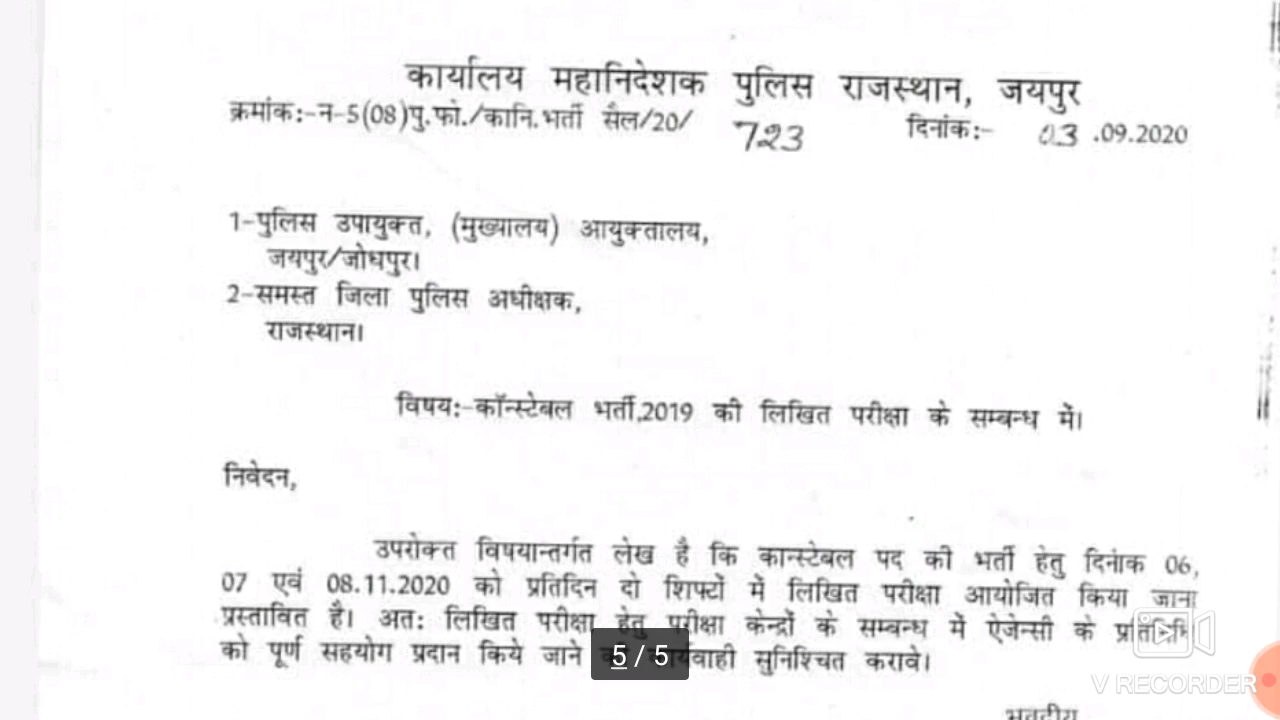 कार्यालय महानिदेशक पुलिस राजस्थान, जयपुर
क्रमांक:-न-5(08)पु.फो./कानि.भर्ती सैल/20/ 723 दिनांक:- 03 .09.2020
1-पुलिस उपायुक्त, (मुख्यालय) आयुक्तालय,
जयपुर/जोधपुर।
2-समस्त जिला पुलिस अधीक्षक,
राजस्थान।
विषय:-कॉन्स्टेबल भर्ती,2019 की लिखित परीक्षा के सम्बन्ध में।
निवेदन,
उपरोक्त विषयान्तर्गत लेख है कि कान्स्टेबल पद की भर्ती हेतु दिनांक 06,
07 एवं 08.11.2020 को प्रतिदिन दो शिफ्टों में लिखित परीक्षा आयोजित किया जाना
प्रस्तावित है। अतः लिखित परीक्षा हेतु परीक्षा केन्द्रों के सम्बन्ध में ऐजेन्सी के
को पूर्ण सहयोग प्रदान किये जाने कार्यवाही सुनिश्चित करावे।
5 / 5
V RECORDER
भवदीय